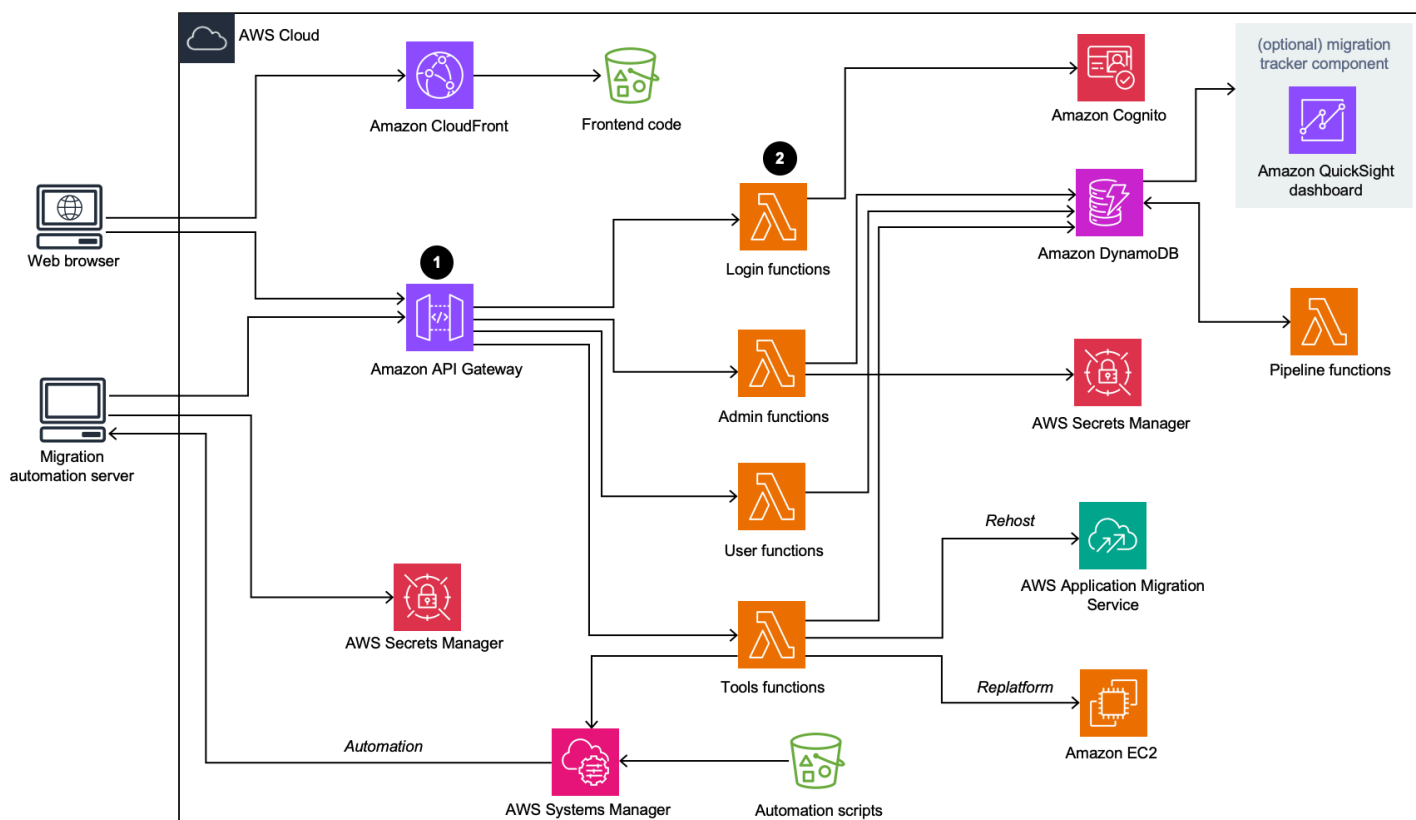 AWS Cloud
(optional) migration
tracker component
Amazon CloudFront
Frontend code
Amazon Cognito
2
Amazon QuickSight
dashboard
Web browser
1
Login functions
Amazon DynamoDB
Amazon API Gateway
Pipeline functions
Admin functions
AWS Secrets Manager
Migration
automation server
User functions
Rehost
AWS Application Migration
Service
AWS Secrets Manager
Tools functions
Replatform
Automation
Amazon EC2
AWS Systems Manager
Automation scripts